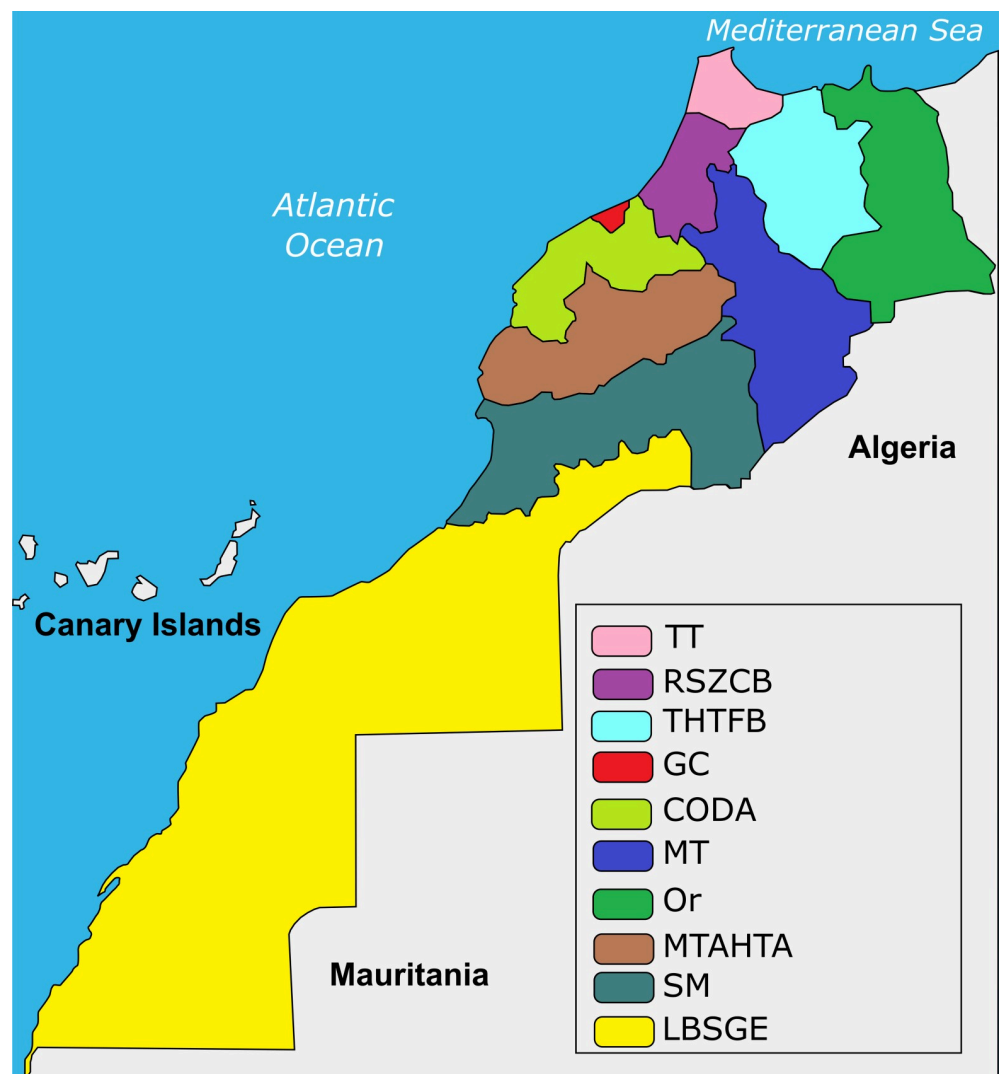 Mediterranean Sea
Atlantic
Ocean
Algeria
Canary Islands
Mauritania
TT
RSZCB
THTFB
GC
CODA
MT
Or
MTAHTA
SM
LBSGE